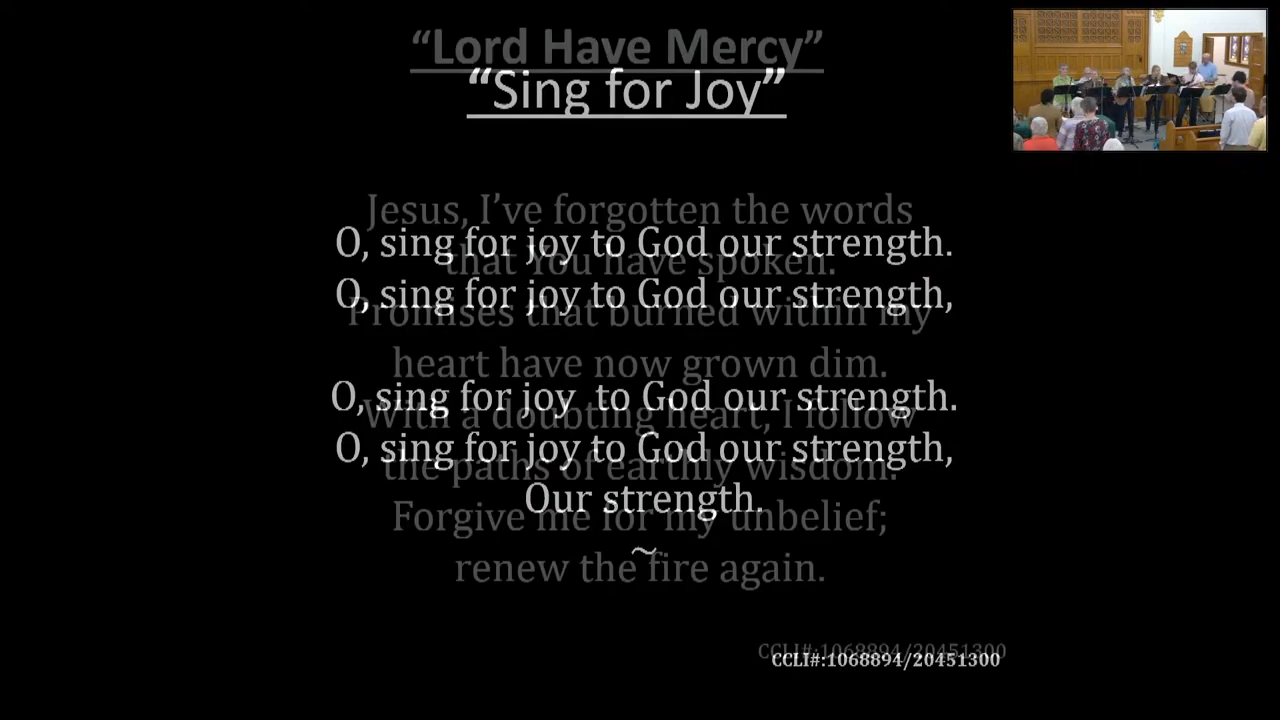 “Lord Have Mercy”
“Sing for Joy”
Jesus, I’ve forgotten the words
O, sing for joy to God our strength.
that You have spoken.
O, sing for joy to God our strength,
Promises that burned within my
heart have now grown dim.
O, sing for joy  to God our strength.
With a doubting heart, I follow
O, sing for joy to God our strength,
the paths of earthly wisdom.
Our strength.
Forgive me for my unbelief;
~
renew the fire again.
CCLI#:1068894/20451300
CCLI#:1068894/20451300